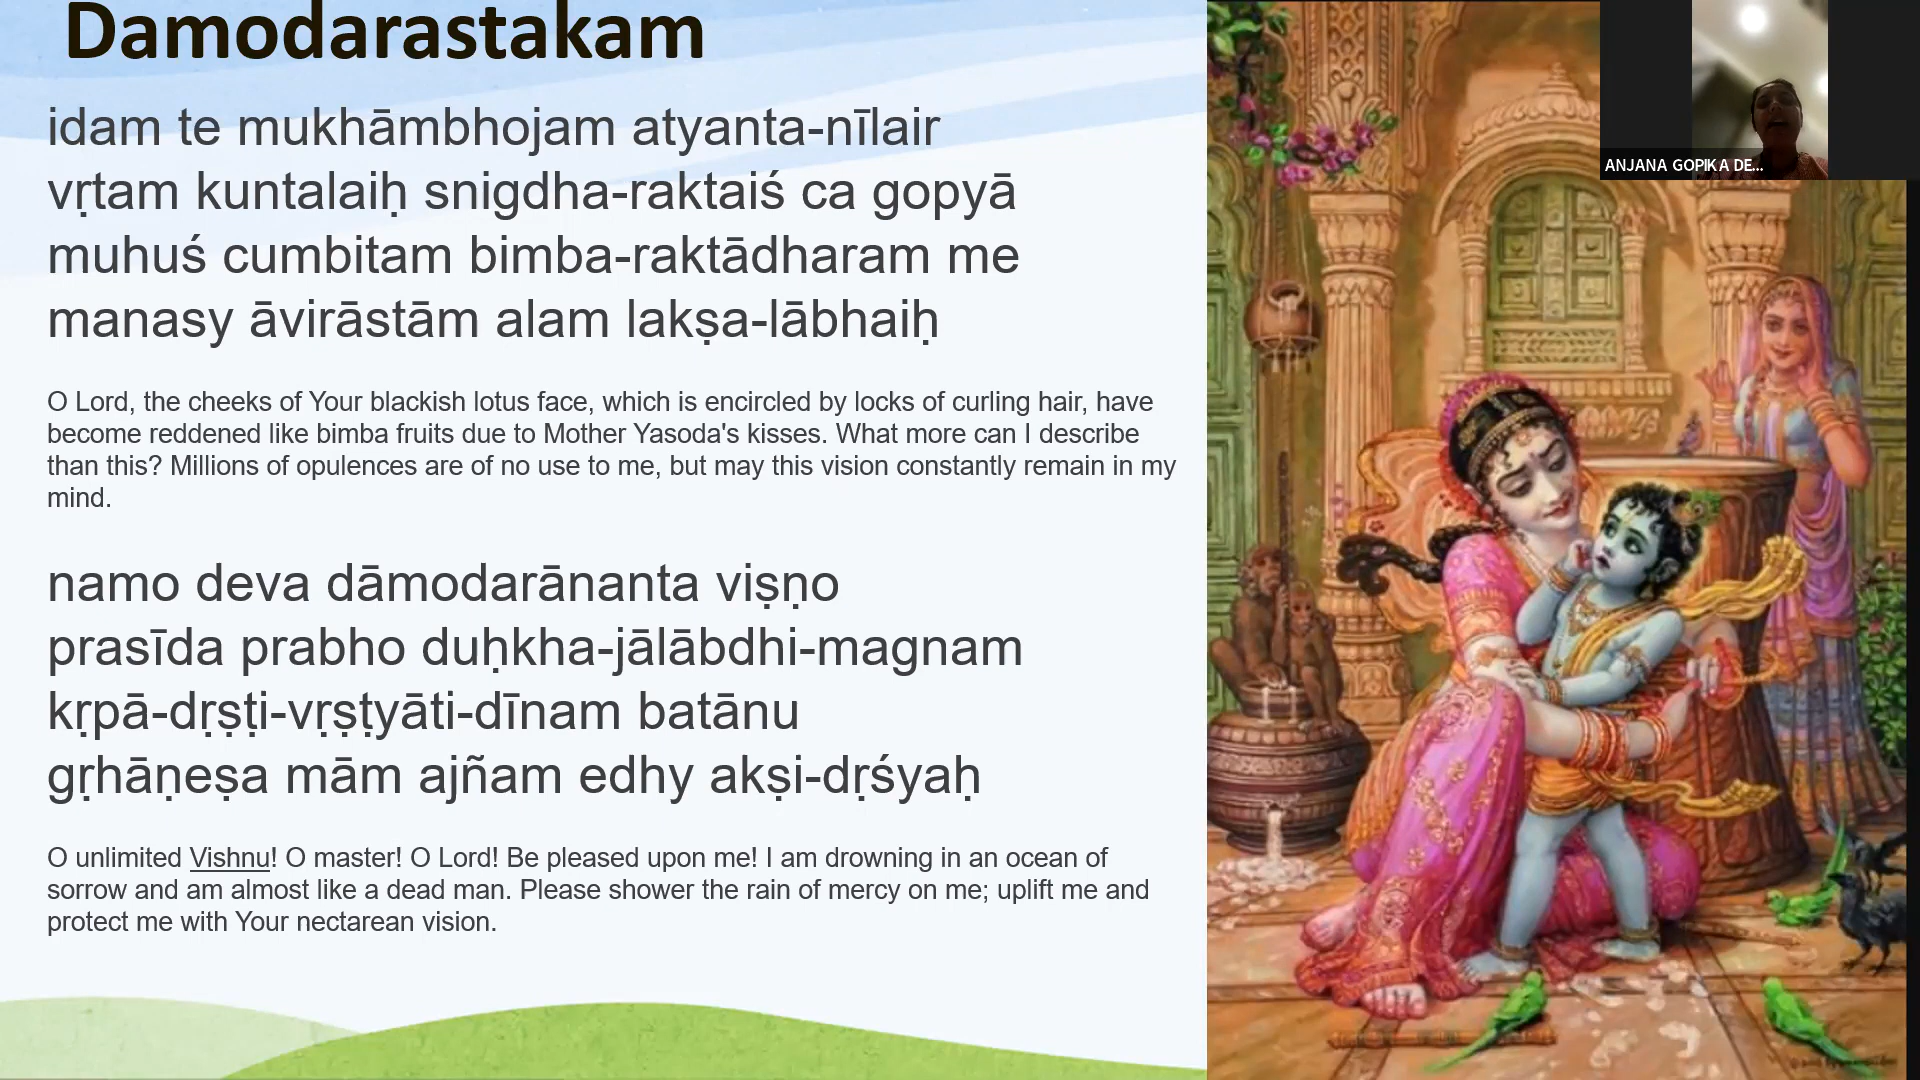 Damodarastakam
idam te mukhāmbhojam atyanta-nīlair
vṛtam kuntalaiḥ snigdha-raktaiś ca gopyā
muhuś cumbitam bimba-raktādharam me
manasy āvirāstām alam lakṣa-lābhaiḥ
O Lord, the cheeks of Your blackish lotus face, which is encircled by locks of curling hair, have
become reddened like bimba fruits due to Mother Yasoda's kisses. What more can I describe
than this? Millions of opulences are of no use to me, but may this vision constantly remain in my
mind.
namo deva dāmodarānanta viṣṇo
prasīda prabho duḥkha-jālābdhi-magnam
kṛpā-dṛṣṭi-vṛṣṭyāti-dīnam batānu
gṛhāṇeṣa mām ajñam edhy akṣi-dṛśyaḥ
O unlimited Vishnu! O master! O Lord! Be pleased upon me! I am drowning in an ocean of
sorrow and am almost like a dead man. Please shower the rain of mercy on me; uplift me and
protect me with Your nectarean vision.
ANJANA GOPIKA DE...